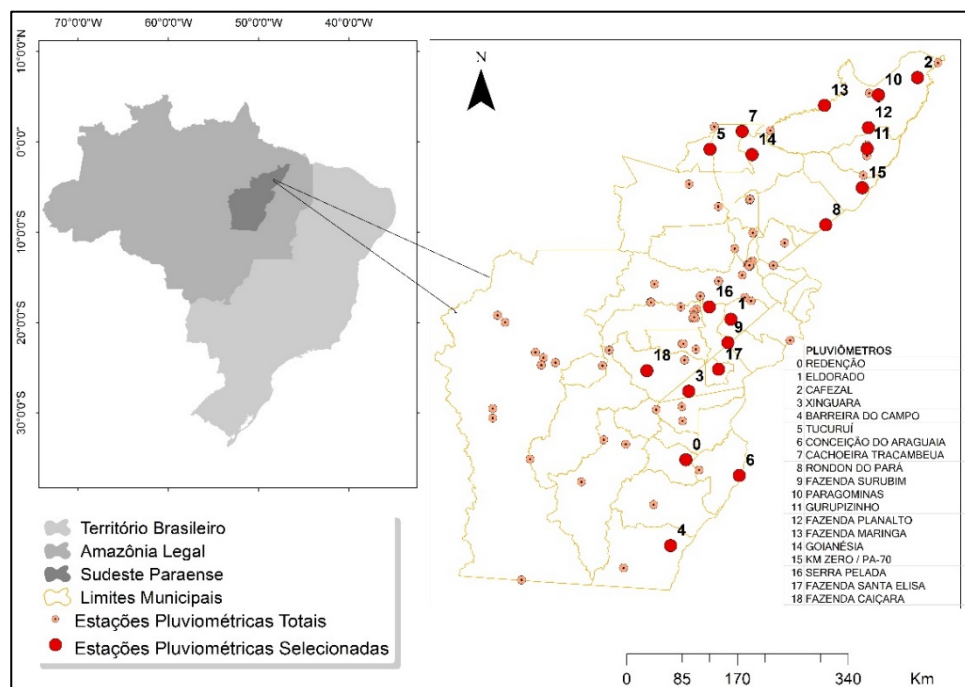 70°0'0"W 60°0'0"W 50°0'0"W 40°0'0"W
10°0'0"N
0°0'0"
10°0'0"S
20°0'0"S
30°0'0"S
N
2
10
13
12
7
11
5
14
15
8
16
1
9
17
18
3
0
6
4
PLUVIÔMETROS
0 REDENÇÃO
1 ELDORADO
2 CAFEZAL
3 XINGUARA
4 BARREIRA DO CAMPO
5 TUCURUÍ
6 CONCEIÇÃO DO ARAGUAIA
7 CACHOEIRA TRACAMBEUA
8 RONDON DO PARÁ
9 FAZENDA SURUBIM
10 PARAGOMINAS
11 GURUPIZINHO
12 FAZENDA PLANALTO
13 FAZENDA MARINGA
14 GOIANÉSIA
15 KM ZERO / PA-70
16 SERRA PELADA
17 FAZENDA SANTA ELISA
18 FAZENDA CAIÇARA
Território Brasileiro
Amazônia Legal
Sudeste Paraense
Limites Municipais
Estações Pluviométricas Totais
Estações Pluviométricas Selecionadas
0 85 170 340 Km